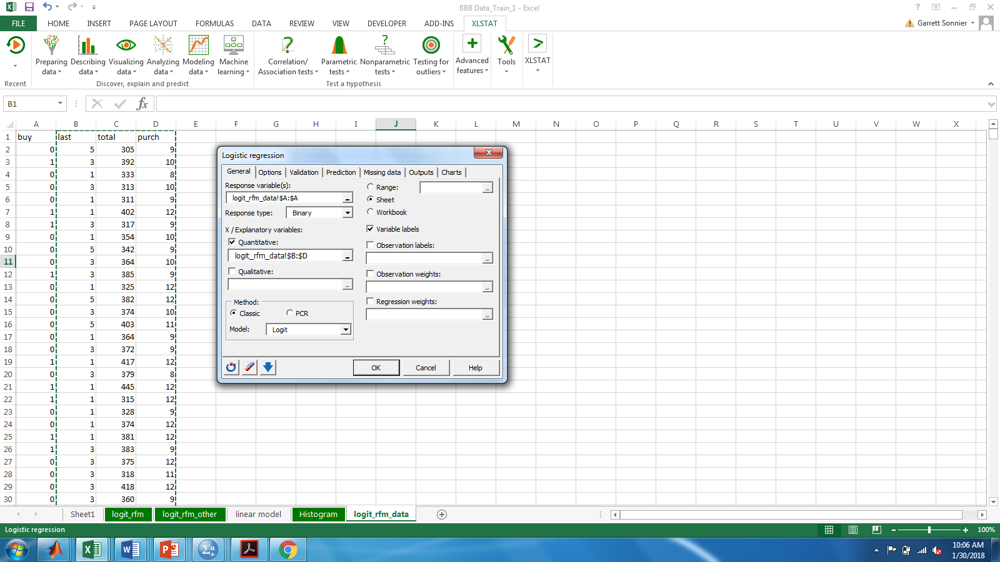 BBB Data_Train_1 - Excel
FILE HOME INSERT PAGE LAYOUT FORMULAS DATA REVIEW VIEW DEVELOPER ADD-INS XLSTAT Garrett Sonnier
Preparing data Describing data Visualizing data Analyzing data Modeling data Machine learning Correlation/ Association tests Parametric tests Nonparametric tests Testing for outliers Advanced features Tools XLSTAT
Recent Discover, explain and predict Test a hypothesis
B1 fx
A B C D E F G H I J K L M N O P Q R S T U V W X
1 buy last total purch
2 0 5 305 9
3 1 3 392 10
4 0 1 333 8
5 0 3 313 10
6 0 1 311 9
7 1 1 402 12
8 1 3 317 9
9 0 1 354 10
10 0 5 342 9
11 0 3 364 10
12 1 3 385 9
13 0 1 325 12
14 0 5 382 12
15 0 3 374 10
16 0 5 403 11
17 0 1 364 9
18 0 3 372 9
19 1 1 417 12
20 0 3 379 8
21 1 1 445 12
22 1 1 315 12
23 0 1 328 9
24 0 1 374 12
25 1 1 381 12
26 1 3 383 9
27 0 3 375 12
28 0 3 318 11
29 0 3 418 12
30 0 3 360 9
Logistic regression
General Options Validation Prediction Missing data Outputs Charts
Response variable(s):
logit_rfm_data!$A:$A
Response type: Binary
X / Explanatory variables:
Quantitative:
logit_rfm_data!$B:$D
Qualitative:
Method:
Classic PCR
Model: Logit
Range:
Sheet
Workbook
Variable labels
Observation labels:
Observation weights:
Regression weights:
OK Cancel Help
Sheet1 logit_rfm logit_rfm_other linear model Histogram logit_rfm_data
Logistic regression 100%
10:06 AM
1/30/2018